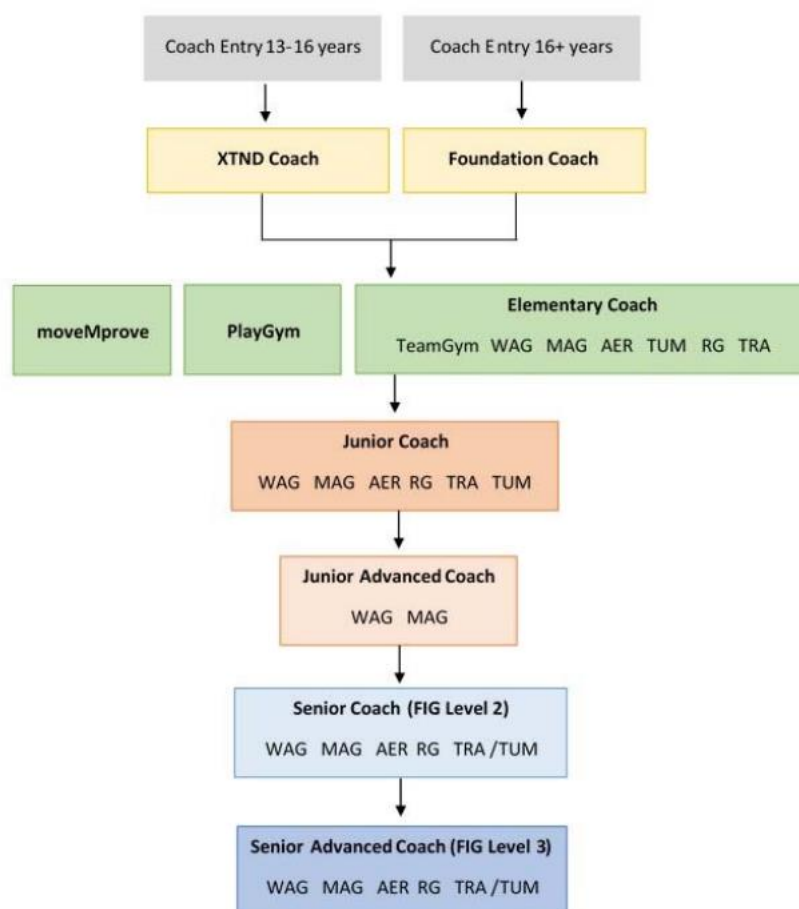 Coach Entry 13-16 years
Coach Entry 16+ years
XTND Coach
Foundation Coach
moveMprove
PlayGym
Elementary Coach
TeamGym WAG MAG AER TUM RG TRA
Junior Coach
WAG MAG AER RG TRA TUM
Junior Advanced Coach
WAG MAG
Senior Coach (FIG Level 2)
WAG MAG AER RG TRA /TUM
Senior Advanced Coach (FIG Level 3)
WAG MAG AER RG TRA /TUM